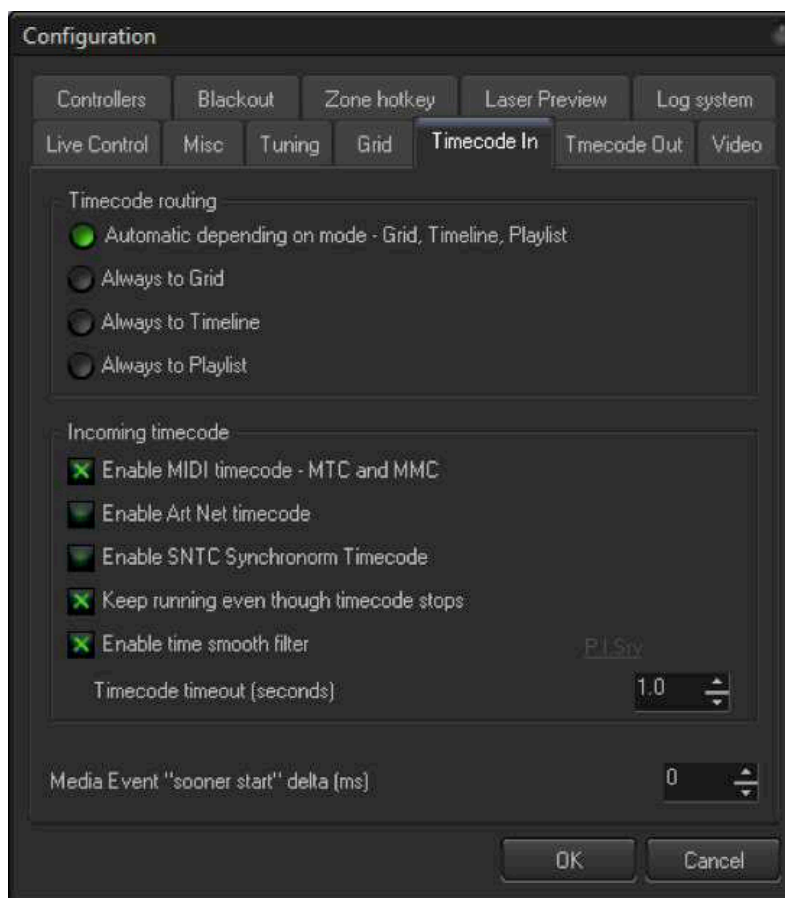 Configuration
Controllers Blackout Zone hotkey Laser Preview Log system
Live Control Misc Tuning Grid Timecode In Tmecode Out Video
Timecode routing
Automatic depending on mode - Grid, Timeline, Playlist
Always to Grid
Always to Timeline
Always to Playlist
Incoming timecode
Enable MIDI timecode - MTC and MMC
Enable Art Net timecode
Enable SNTC Synchronorm Timecode
Keep running even though timecode stops
Enable time smooth filter P.I.Srv
Timecode timeout (seconds) 1.0
Media Event "sooner start" delta (ms) 0
OK Cancel